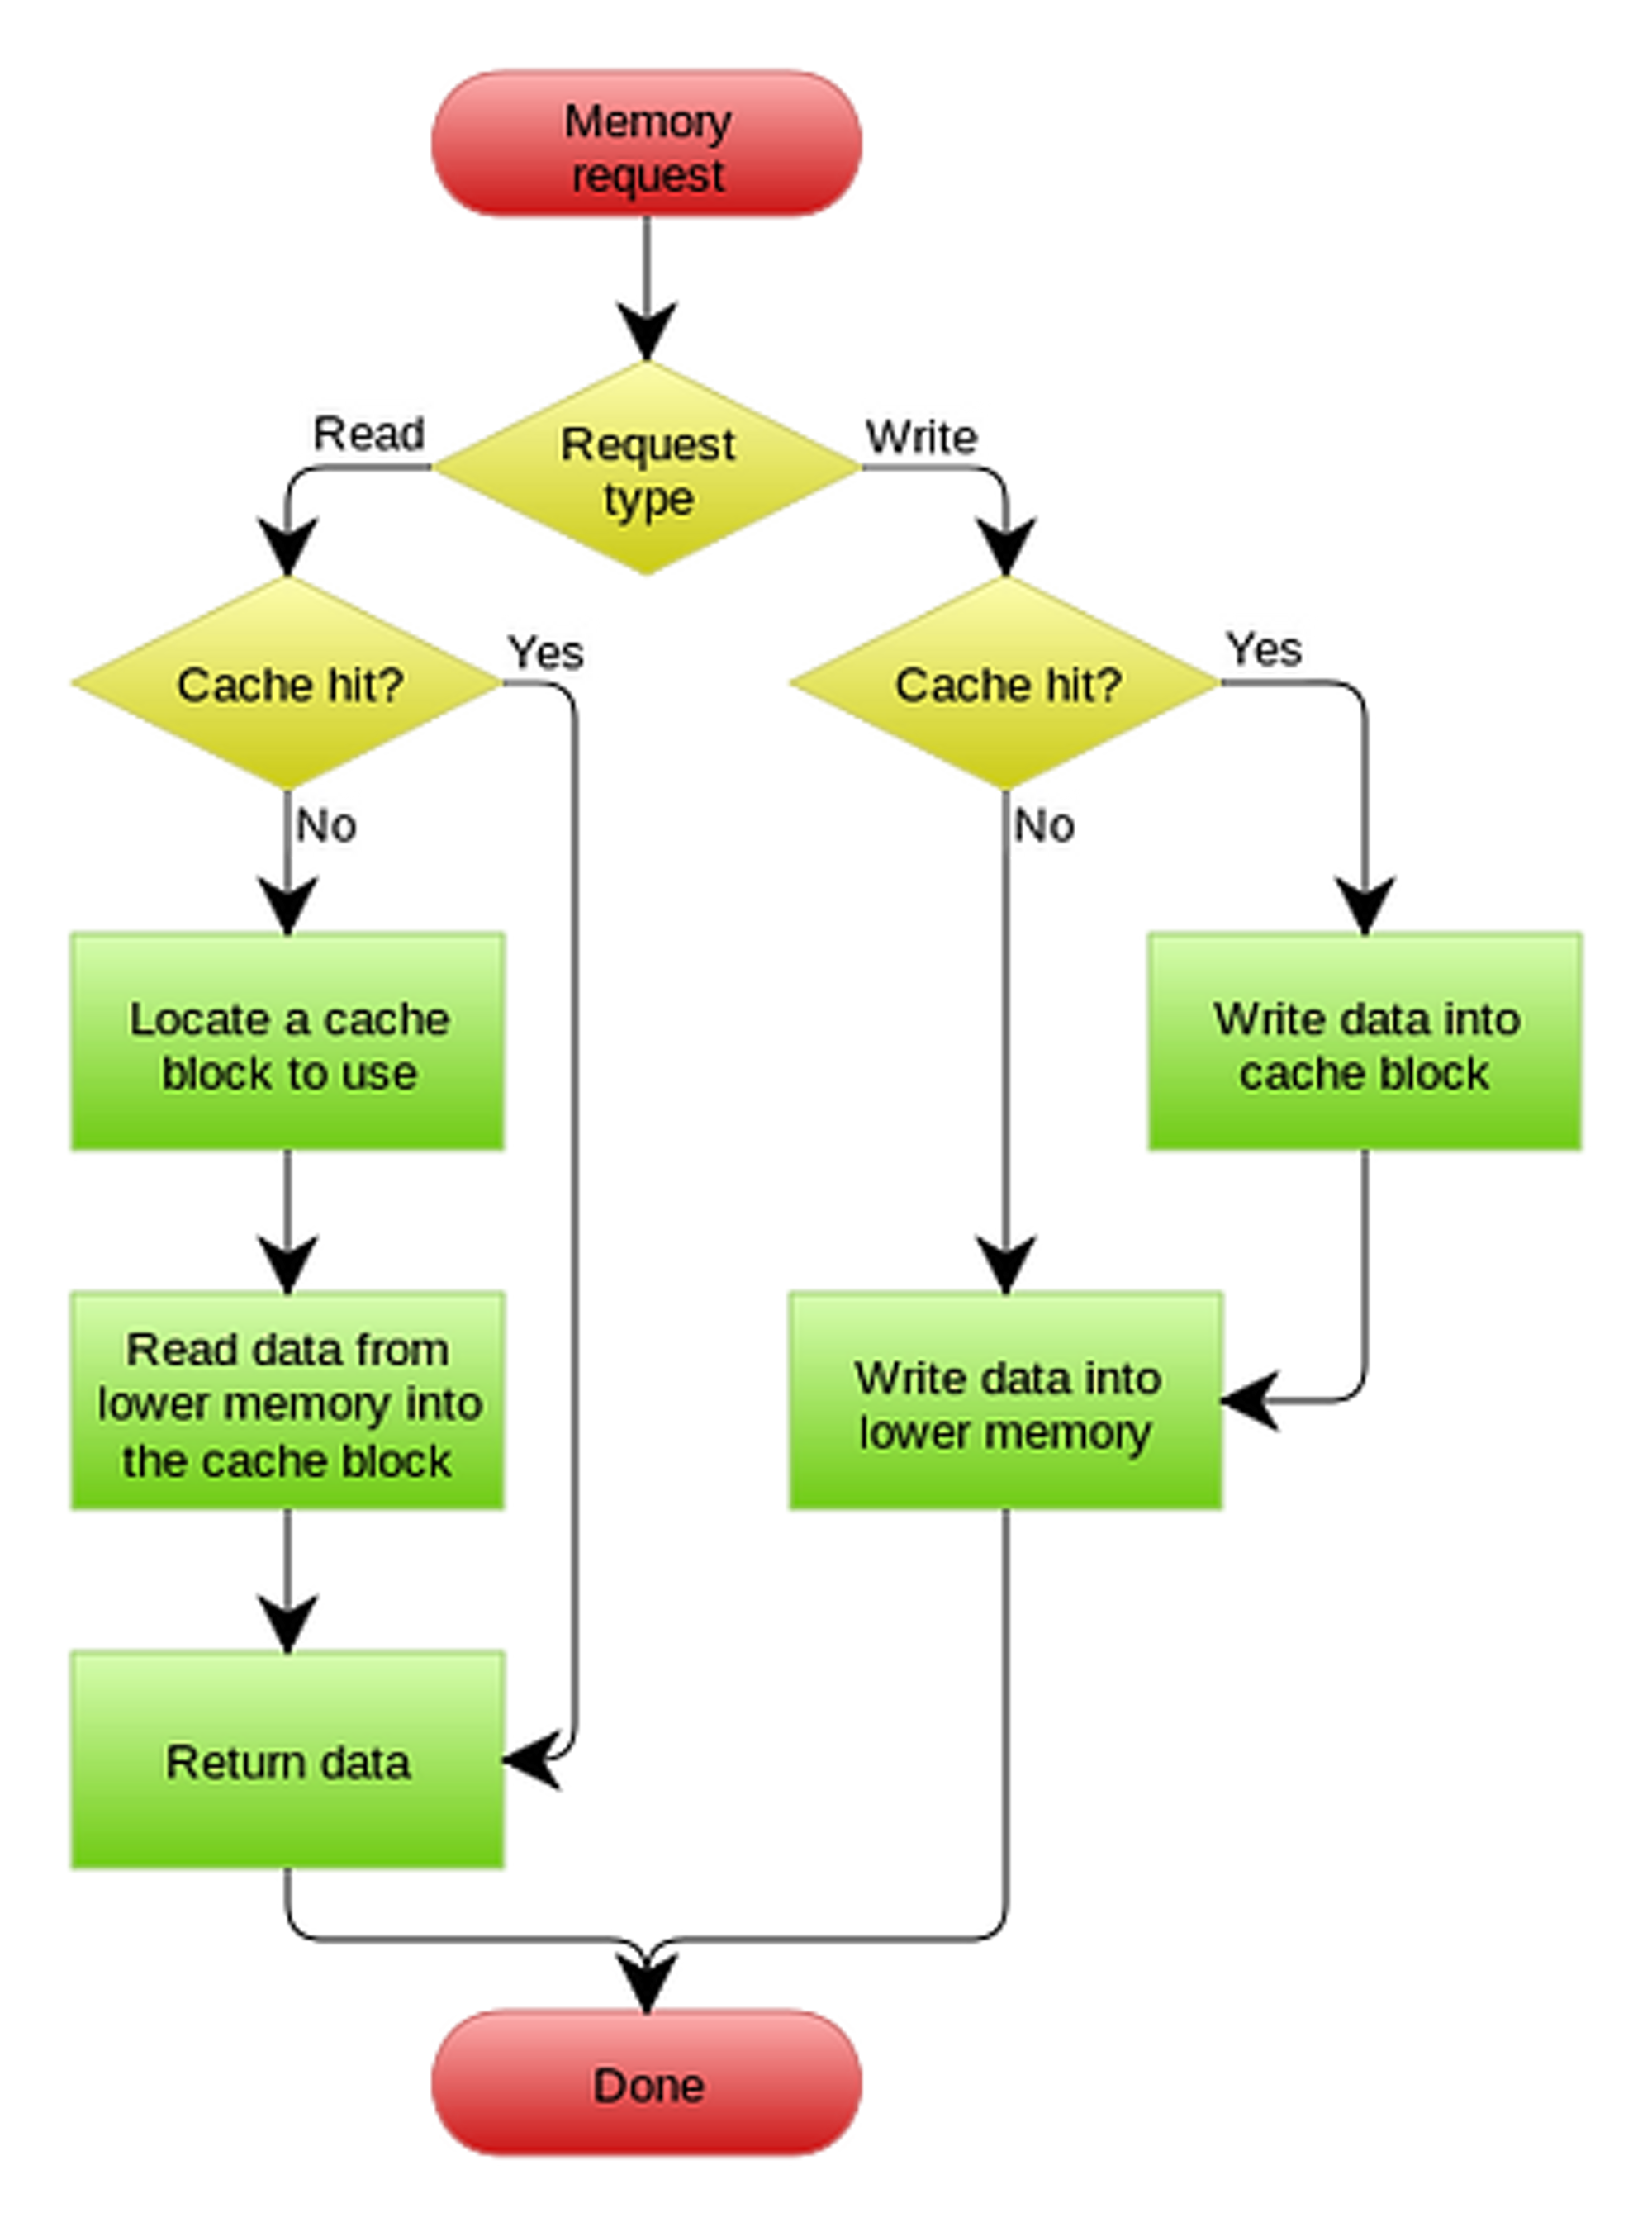 Memory
request
Read
Request
type
Write
Cache hit?
Yes
Cache hit?
Yes
No
No
Locate a cache
block to use
Write data into
cache block
Read data from
lower memory into
the cache block
Write data into
lower memory
Return data
Done